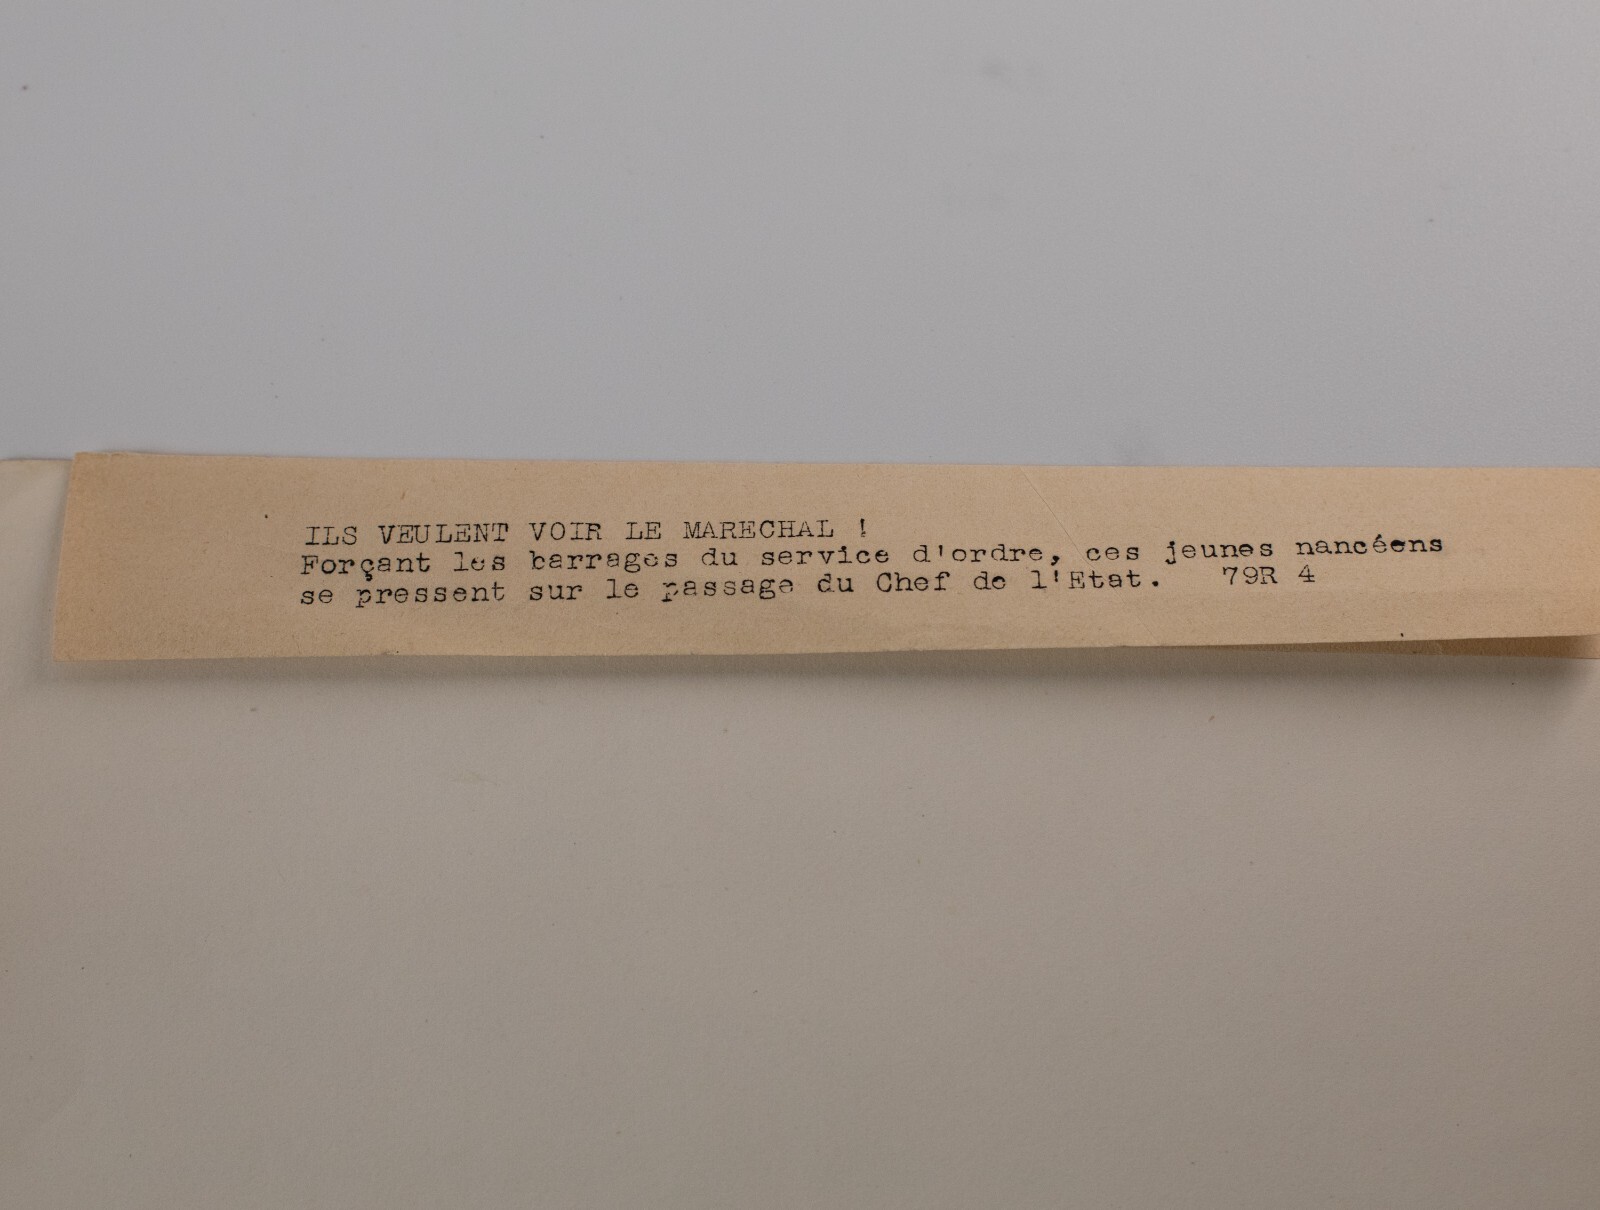 ILS VEULENT VOIR LE MARECHAL !
Forçant les barrages du service d'ordre, ces jeunes nancéens
se pressent sur le passage du Chef de l'Etat. 79R 4